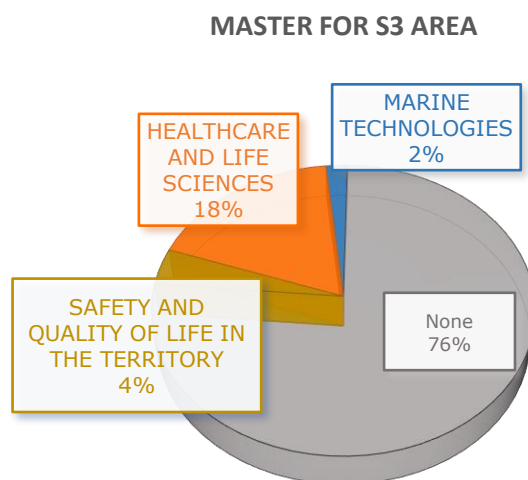 MASTER FOR S3 AREA
MARINE
TECHNOLOGIES
2%
HEALTHCARE
AND LIFE
SCIENCES
18%
SAFETY AND
QUALITY OF LIFE IN
THE TERRITORY
4%
None
76%